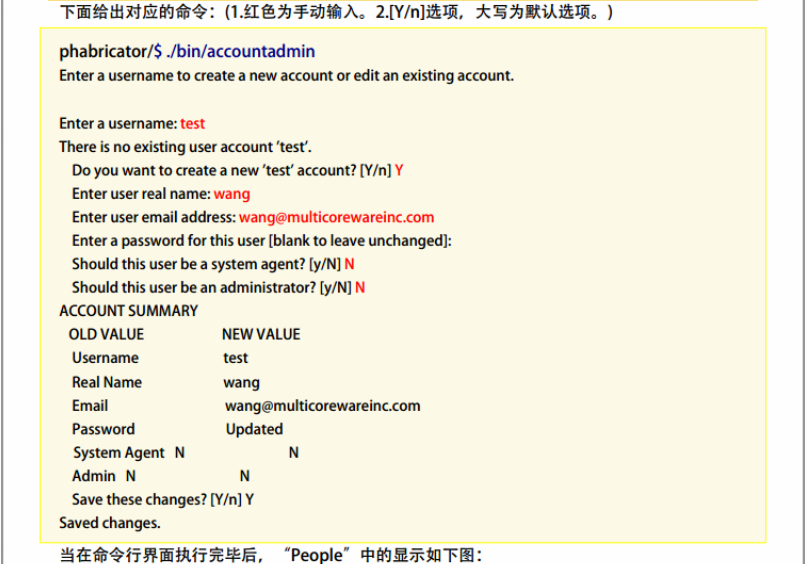 下面给出对应的命令：(1.红色为手动输入。2.[Y/n]选项，大写为默认选项。)
phabricator/$ ./bin/accountadmin
Enter a username to create a new account or edit an existing account.
Enter a username: test
There is no existing user account 'test'.
Do you want to create a new 'test' account? [Y/n] Y
Enter user real name: wang
Enter user email address: wang@multicorewareinc.com
Enter a password for this user [blank to leave unchanged]:
Should this user be a system agent? [y/N] N
Should this user be an administrator? [y/N] N
ACCOUNT SUMMARY
OLD VALUE NEW VALUE
Username test
Real Name wang
Email wang@multicorewareinc.com
Password Updated
System Agent N N
Admin N N
Save these changes? [Y/n] Y
Saved changes.
当在命令行界面执行完毕后，“People”中的显示如下图：